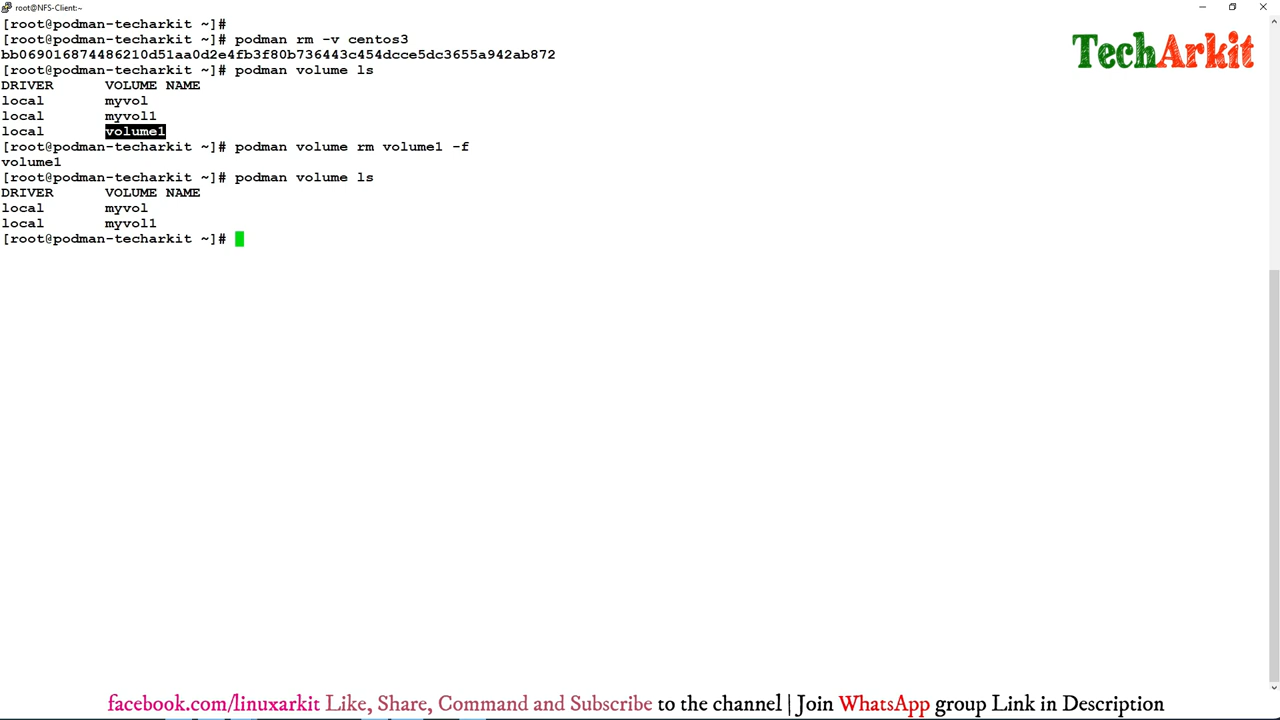 root@NFS-Client:~
[root@podman-techarkit ~]#
[root@podman-techarkit ~]# podman rm -v centos3
bb069016874486210d51aa0d2e4fb3f80b736443c454dcce5dc3655a942ab872
[root@podman-techarkit ~]# podman volume ls
DRIVER VOLUME NAME
local myvol
local myvol1
local volume1
[root@podman-techarkit ~]# podman volume rm volume1 -f
volume1
[root@podman-techarkit ~]# podman volume ls
DRIVER VOLUME NAME
local myvol
local myvol1
[root@podman-techarkit ~]#
TechArkit
facebook.com/linuxarkit Like, Share, Command and Subscribe to the channel | Join WhatsApp group Link in Description